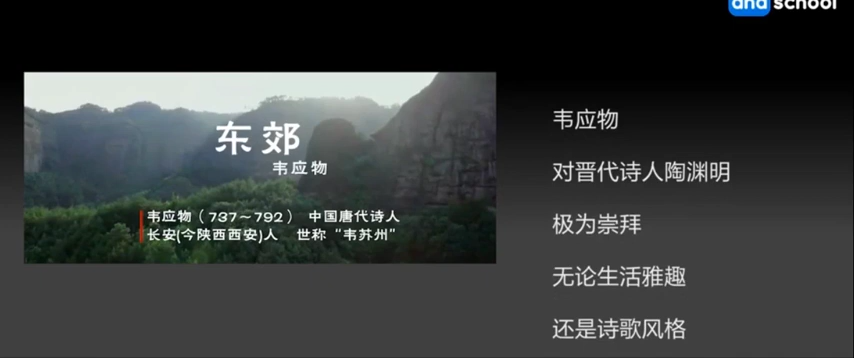 and school
东郊
韦应物
韦应物（737～792） 中国唐代诗人
长安(今陕西西安)人 世称“韦苏州”
韦应物
对晋代诗人陶渊明
极为崇拜
无论生活雅趣
还是诗歌风格